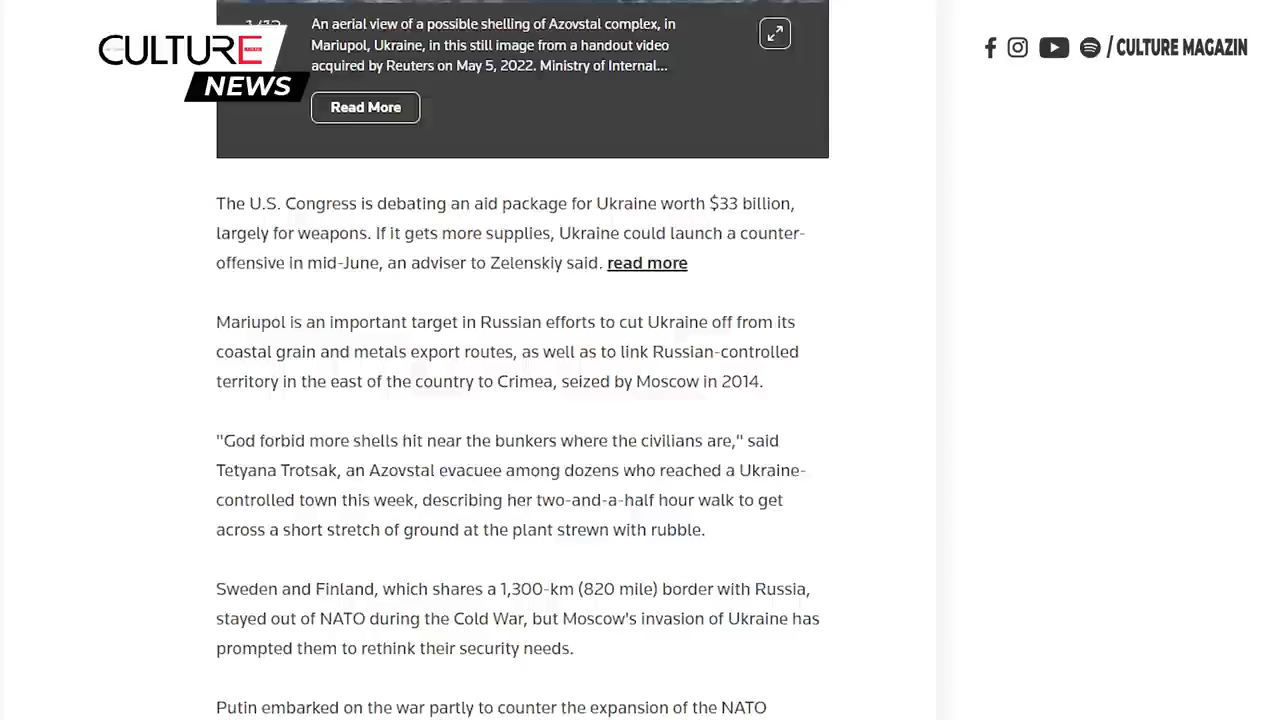 An aerial view of a possible shelling of Azovstal complex, in
Mariupol, Ukraine, in this still image from a handout video
acquired by Reuters on May 5, 2022. Ministry of Internal...
CULTURE
NEWS
/ CULTURE MAGAZIN
Read More
The U.S. Congress is debating an aid package for Ukraine worth $33 billion,
largely for weapons. If it gets more supplies, Ukraine could launch a counter-
offensive in mid-June, an adviser to Zelenskiy said. read more
Mariupol is an important target in Russian efforts to cut Ukraine off from its
coastal grain and metals export routes, as well as to link Russian-controlled
territory in the east of the country to Crimea, seized by Moscow in 2014.
"God forbid more shells hit near the bunkers where the civilians are," said
Tetyana Trotsak, an Azovstal evacuee among dozens who reached a Ukraine-
controlled town this week, describing her two-and-a-half hour walk to get
across a short stretch of ground at the plant strewn with rubble.
Sweden and Finland, which shares a 1,300-km (820 mile) border with Russia,
stayed out of NATO during the Cold War, but Moscow's invasion of Ukraine has
prompted them to rethink their security needs.
Putin embarked on the war partly to counter the expansion of the NATO